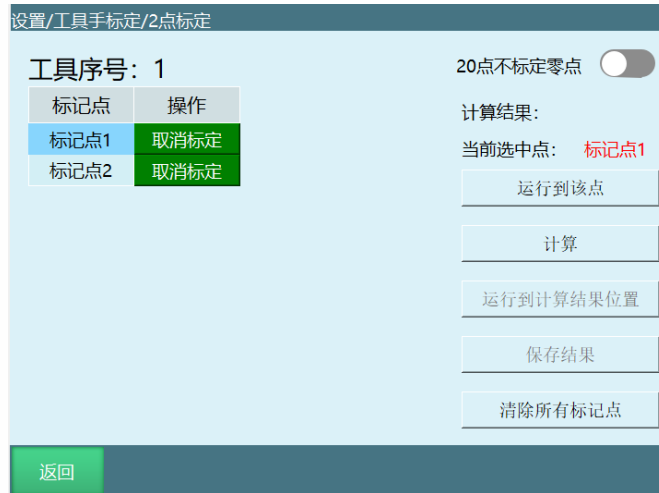 设置/工具手标定/2点标定
工具序号：1
20点不标定零点
标记点 操作
计算结果：
标记点1 取消标定
当前选中点： 标记点1
标记点2 取消标定
运行到该点
计算
运行到计算结果位置
保存结果
清除所有标记点
返回